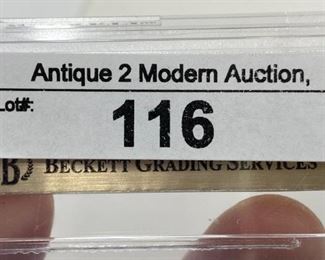 Antique 2 Modern Auction,
Lot#:
116
B BECKETT GRADING SERVICES